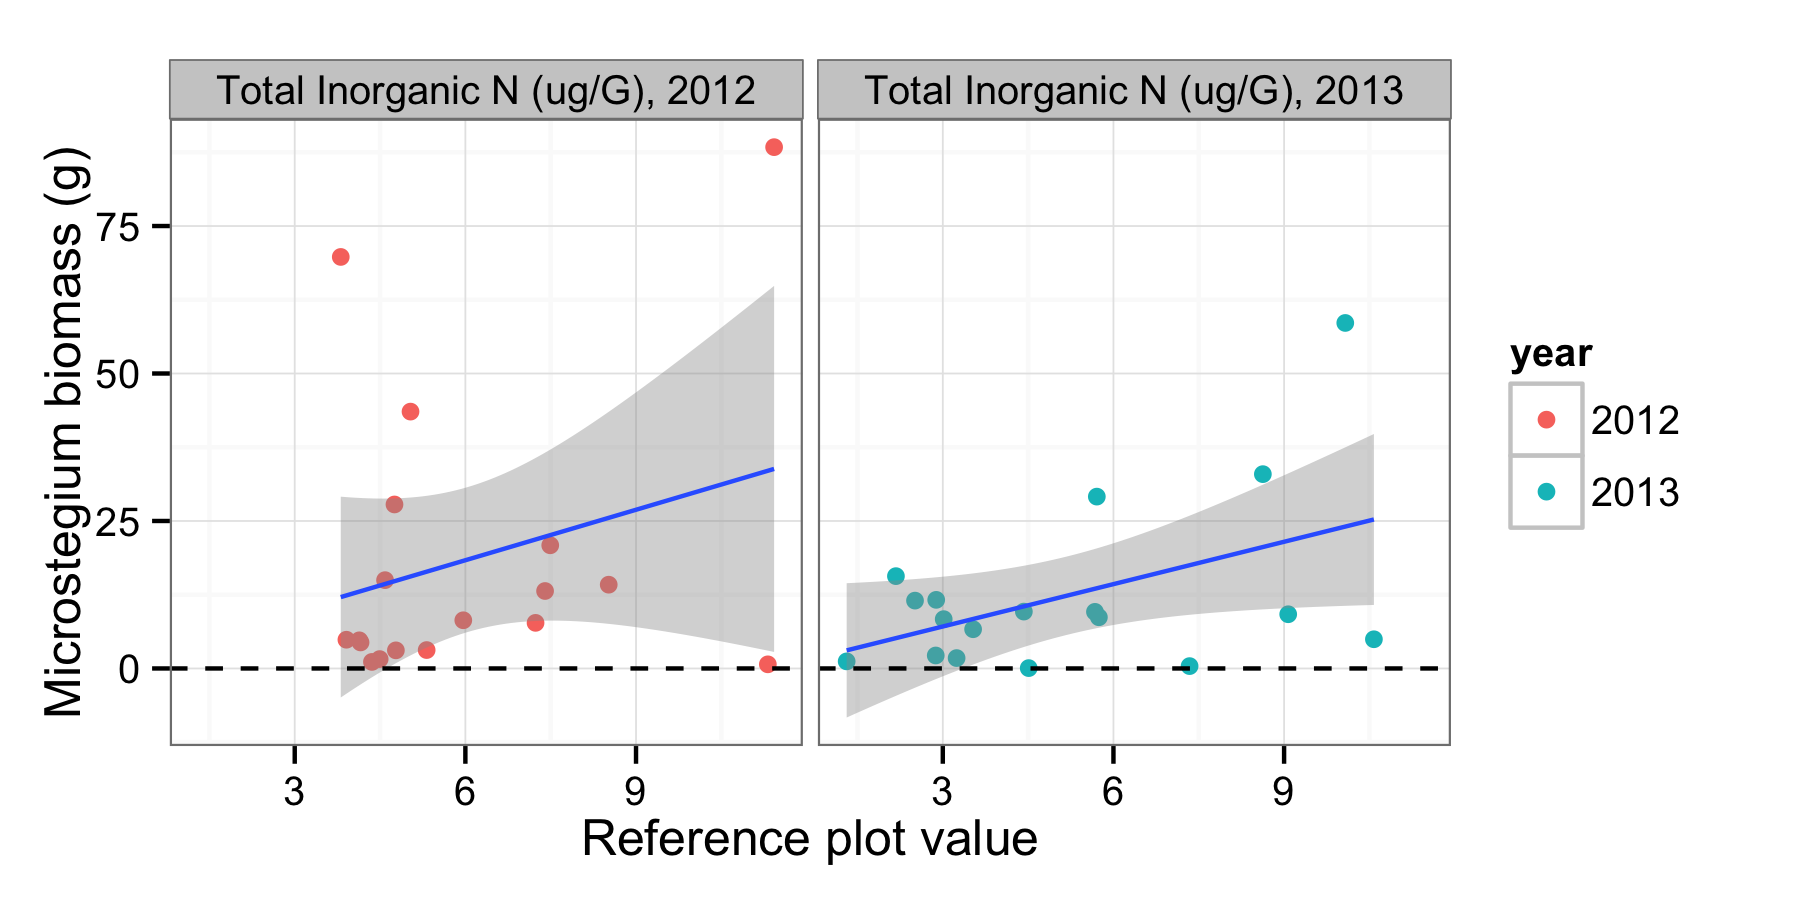 Total Inorganic N (ug/G), 2012
Total Inorganic N (ug/G), 2013
Microstegium biomass (g)
75
50
25
0
3
6
9
3
6
9
Reference plot value
year
2012
2013